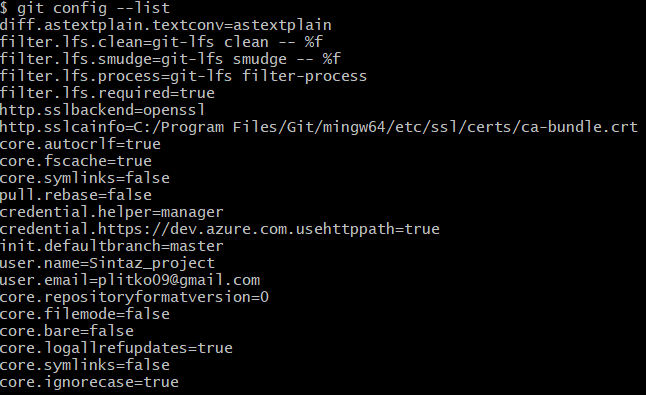 $ git config --list
diff.astextplain.textconv=astextplain
filter.lfs.clean=git-lfs clean -- %f
filter.lfs.smudge=git-lfs smudge -- %f
filter.lfs.process=git-lfs filter-process
filter.lfs.required=true
http.sslbackend=openssl
http.sslcainfo=C:/Program Files/Git/mingw64/etc/ssl/certs/ca-bundle.crt
core.autocrlf=true
core.fscache=true
core.symlinks=false
pull.rebase=false
credential.helper=manager
credential.https://dev.azure.com.usehttppath=true
init.defaultbranch=master
user.name=Sintaz_project
user.email=plitko09@gmail.com
core.repositoryformatversion=0
core.filemode=false
core.bare=false
core.logallrefupdates=true
core.symlinks=false
core.ignorecase=true